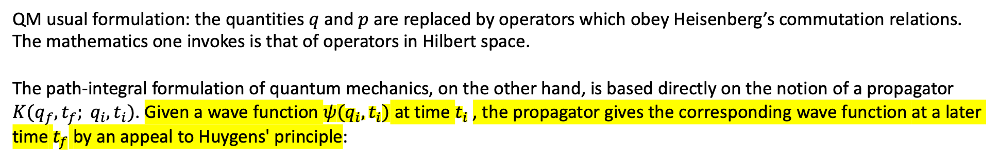 QM usual formulation: the quantities q and p are replaced by operators which obey Heisenberg’s commutation relations.
The mathematics one invokes is that of operators in Hilbert space.
The path-integral formulation of quantum mechanics, on the other hand, is based directly on the notion of a propagator
K(q_f, t_f; q_i, t_i). Given a wave function ψ(q_i, t_i) at time t_i , the propagator gives the corresponding wave function at a later
time t_f by an appeal to Huygens' principle: